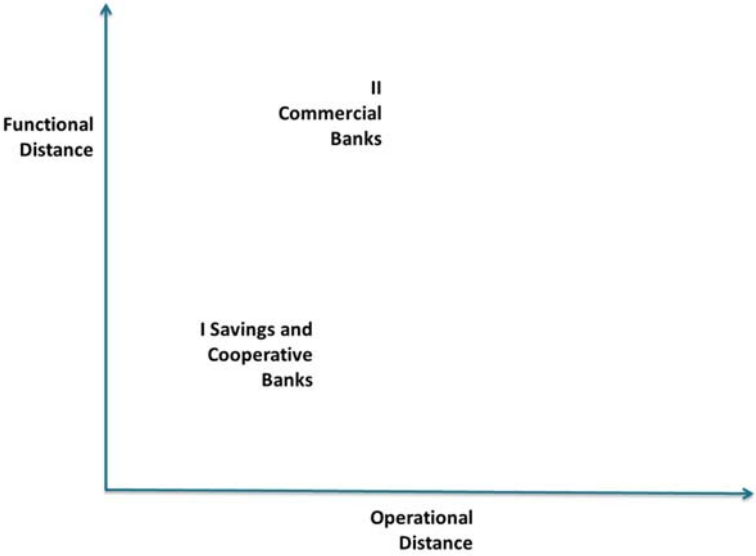 II
Commercial
Banks
Functional
Distance
I Savings and
Cooperative
Banks
Operational
Distance